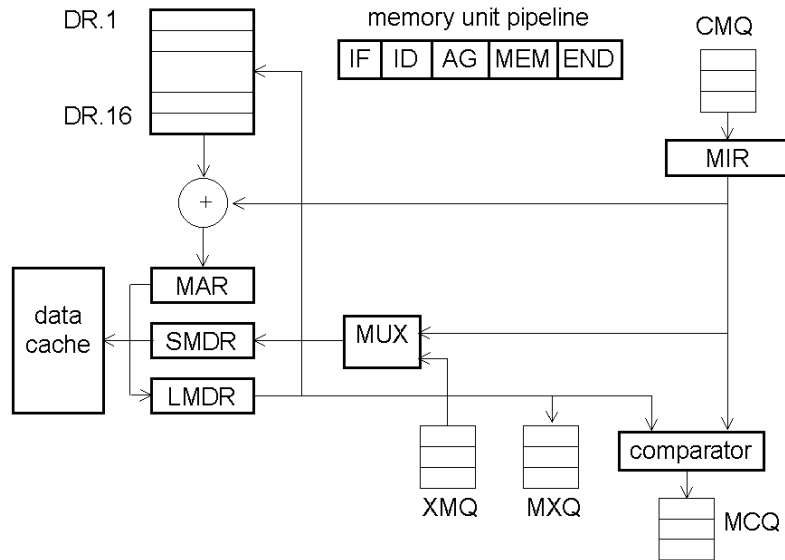 DR.1
memory unit pipeline
CMQ
IF ID AG MEM END
DR.16
MIR
+
MAR
data
cache
SMDR
MUX
LMDR
comparator
XMQ
MXQ
MCQ